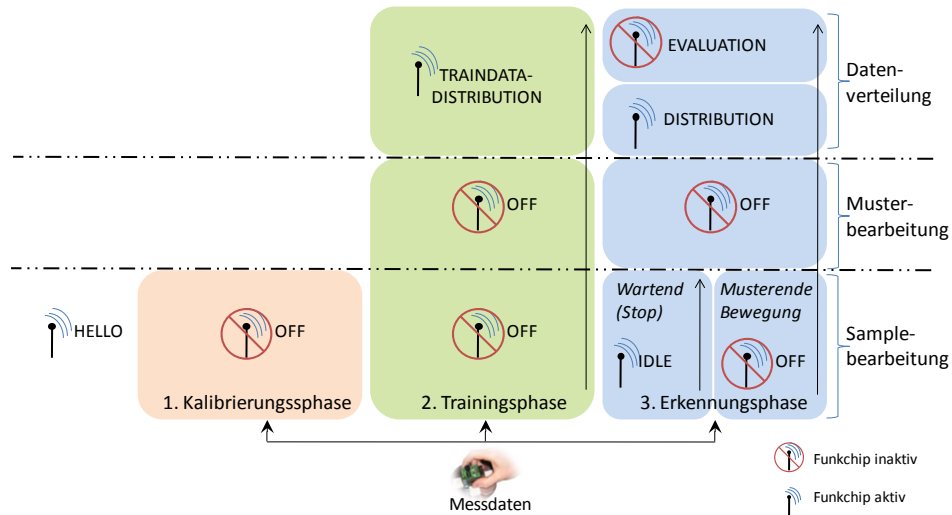 EVALUATION
TRAINDATA-
DISTRIBUTION
DISTRIBUTION
Daten-
verteilung
OFF
OFF
Muster-
bearbeitung
HELLO
OFF
OFF
Wartend
(Stop)
IDLE
Musterende
Bewegung
OFF
Sample-
bearbeitung
1. Kalibrierungssphase
2. Trainingsphase
3. Erkennungsphase
Messdaten
Funkchip inaktiv
Funkchip aktiv